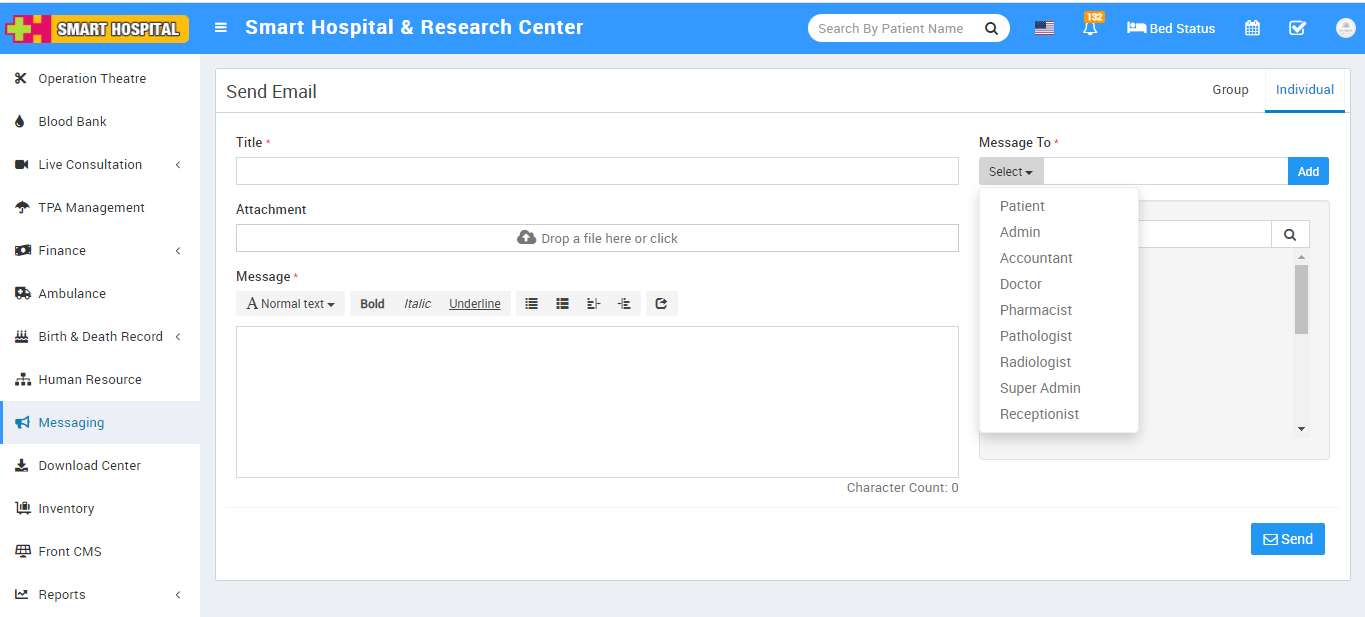 SMART HOSPITAL
Smart Hospital & Research Center
Search By Patient Name
132
Bed Status
Operation Theatre
Blood Bank
Live Consultation
TPA Management
Finance
Ambulance
Birth & Death Record
Human Resource
Messaging
Download Center
Inventory
Front CMS
Reports
Send Email
Group
Individual
Title *
Attachment
Drop a file here or click
Message *
A Normal text
Bold
Italic
Underline
Character Count: 0
Message To *
Select
Add
Patient
Admin
Accountant
Doctor
Pharmacist
Pathologist
Radiologist
Super Admin
Receptionist
Send